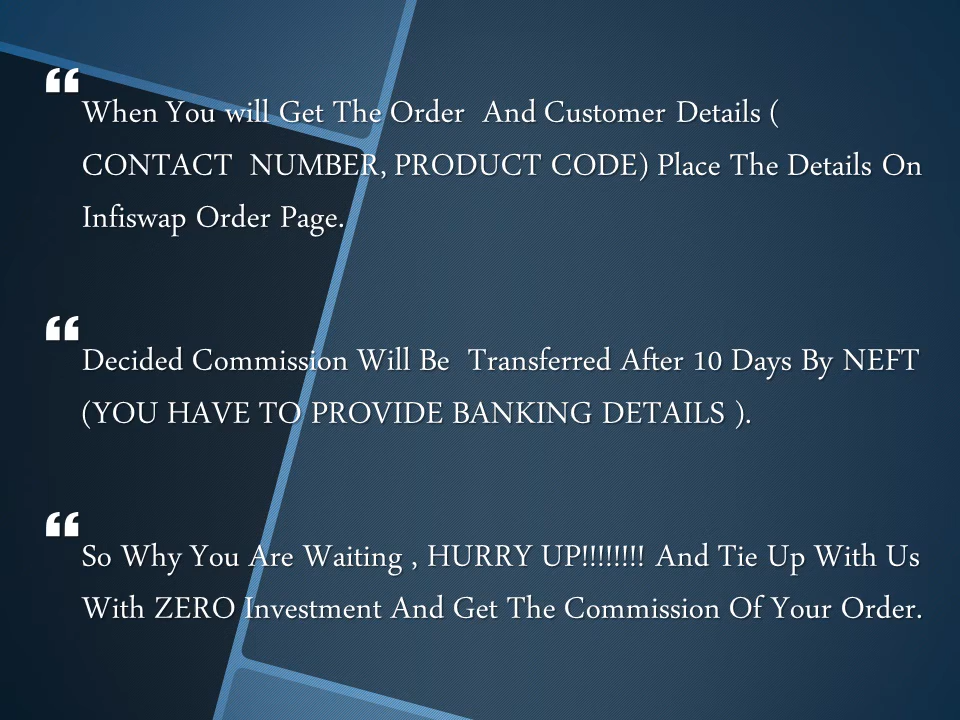 “When You will Get The Order And Customer Details (
CONTACT NUMBER, PRODUCT CODE) Place The Details On
Infiswap Order Page.
“Decided Commission Will Be Transferred After 10 Days By NEFT
(YOU HAVE TO PROVIDE BANKING DETAILS ).
“So Why You Are Waiting , HURRY UP!!!!!!!! And Tie Up With Us
With ZERO Investment And Get The Commission Of Your Order.